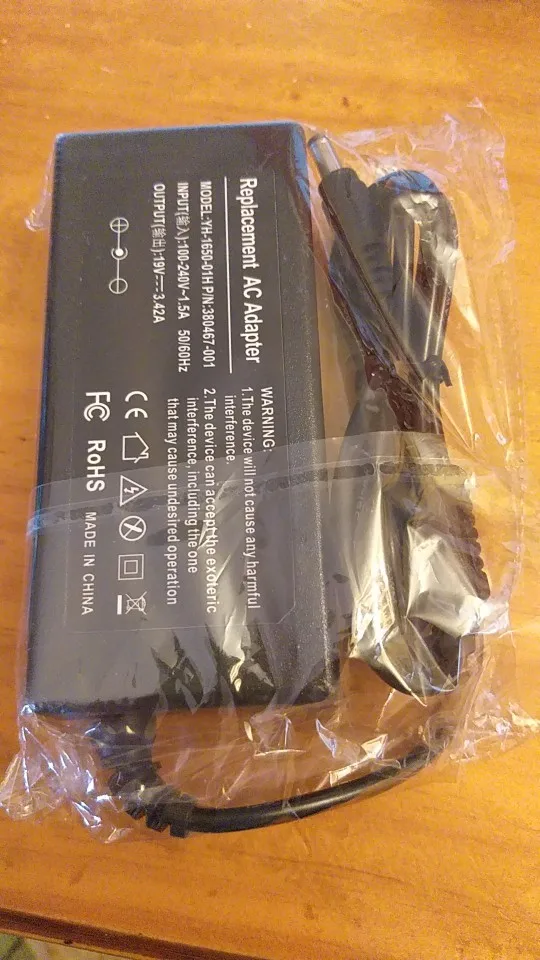 Replacement AC Adapter
MODEL:YH-1650-01H P/N:380467-001
INPUT(输入):100-240V~1.5A 50/60Hz
OUTPUT(输出):19V⎓3.42A
WARNING:
1.The device will not cause any harmful
interference.
2.The device can accept the exoteric
interference, including the one
that may cause undesired operation
CE
FC RoHS MADE IN CHINA